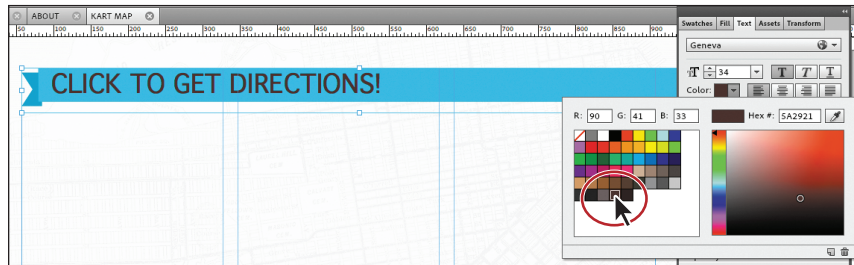 ABOUT KART MAP
50 100 150 200 250 300 350 400 450 500 550 600 650 700 750 800 850 900
Swatches Fill Text Assets Transform
Geneva
T 34 T T T
Color:
CLICK TO GET DIRECTIONS!
R: 90 G: 41 B: 33 Hex #: 5A2921